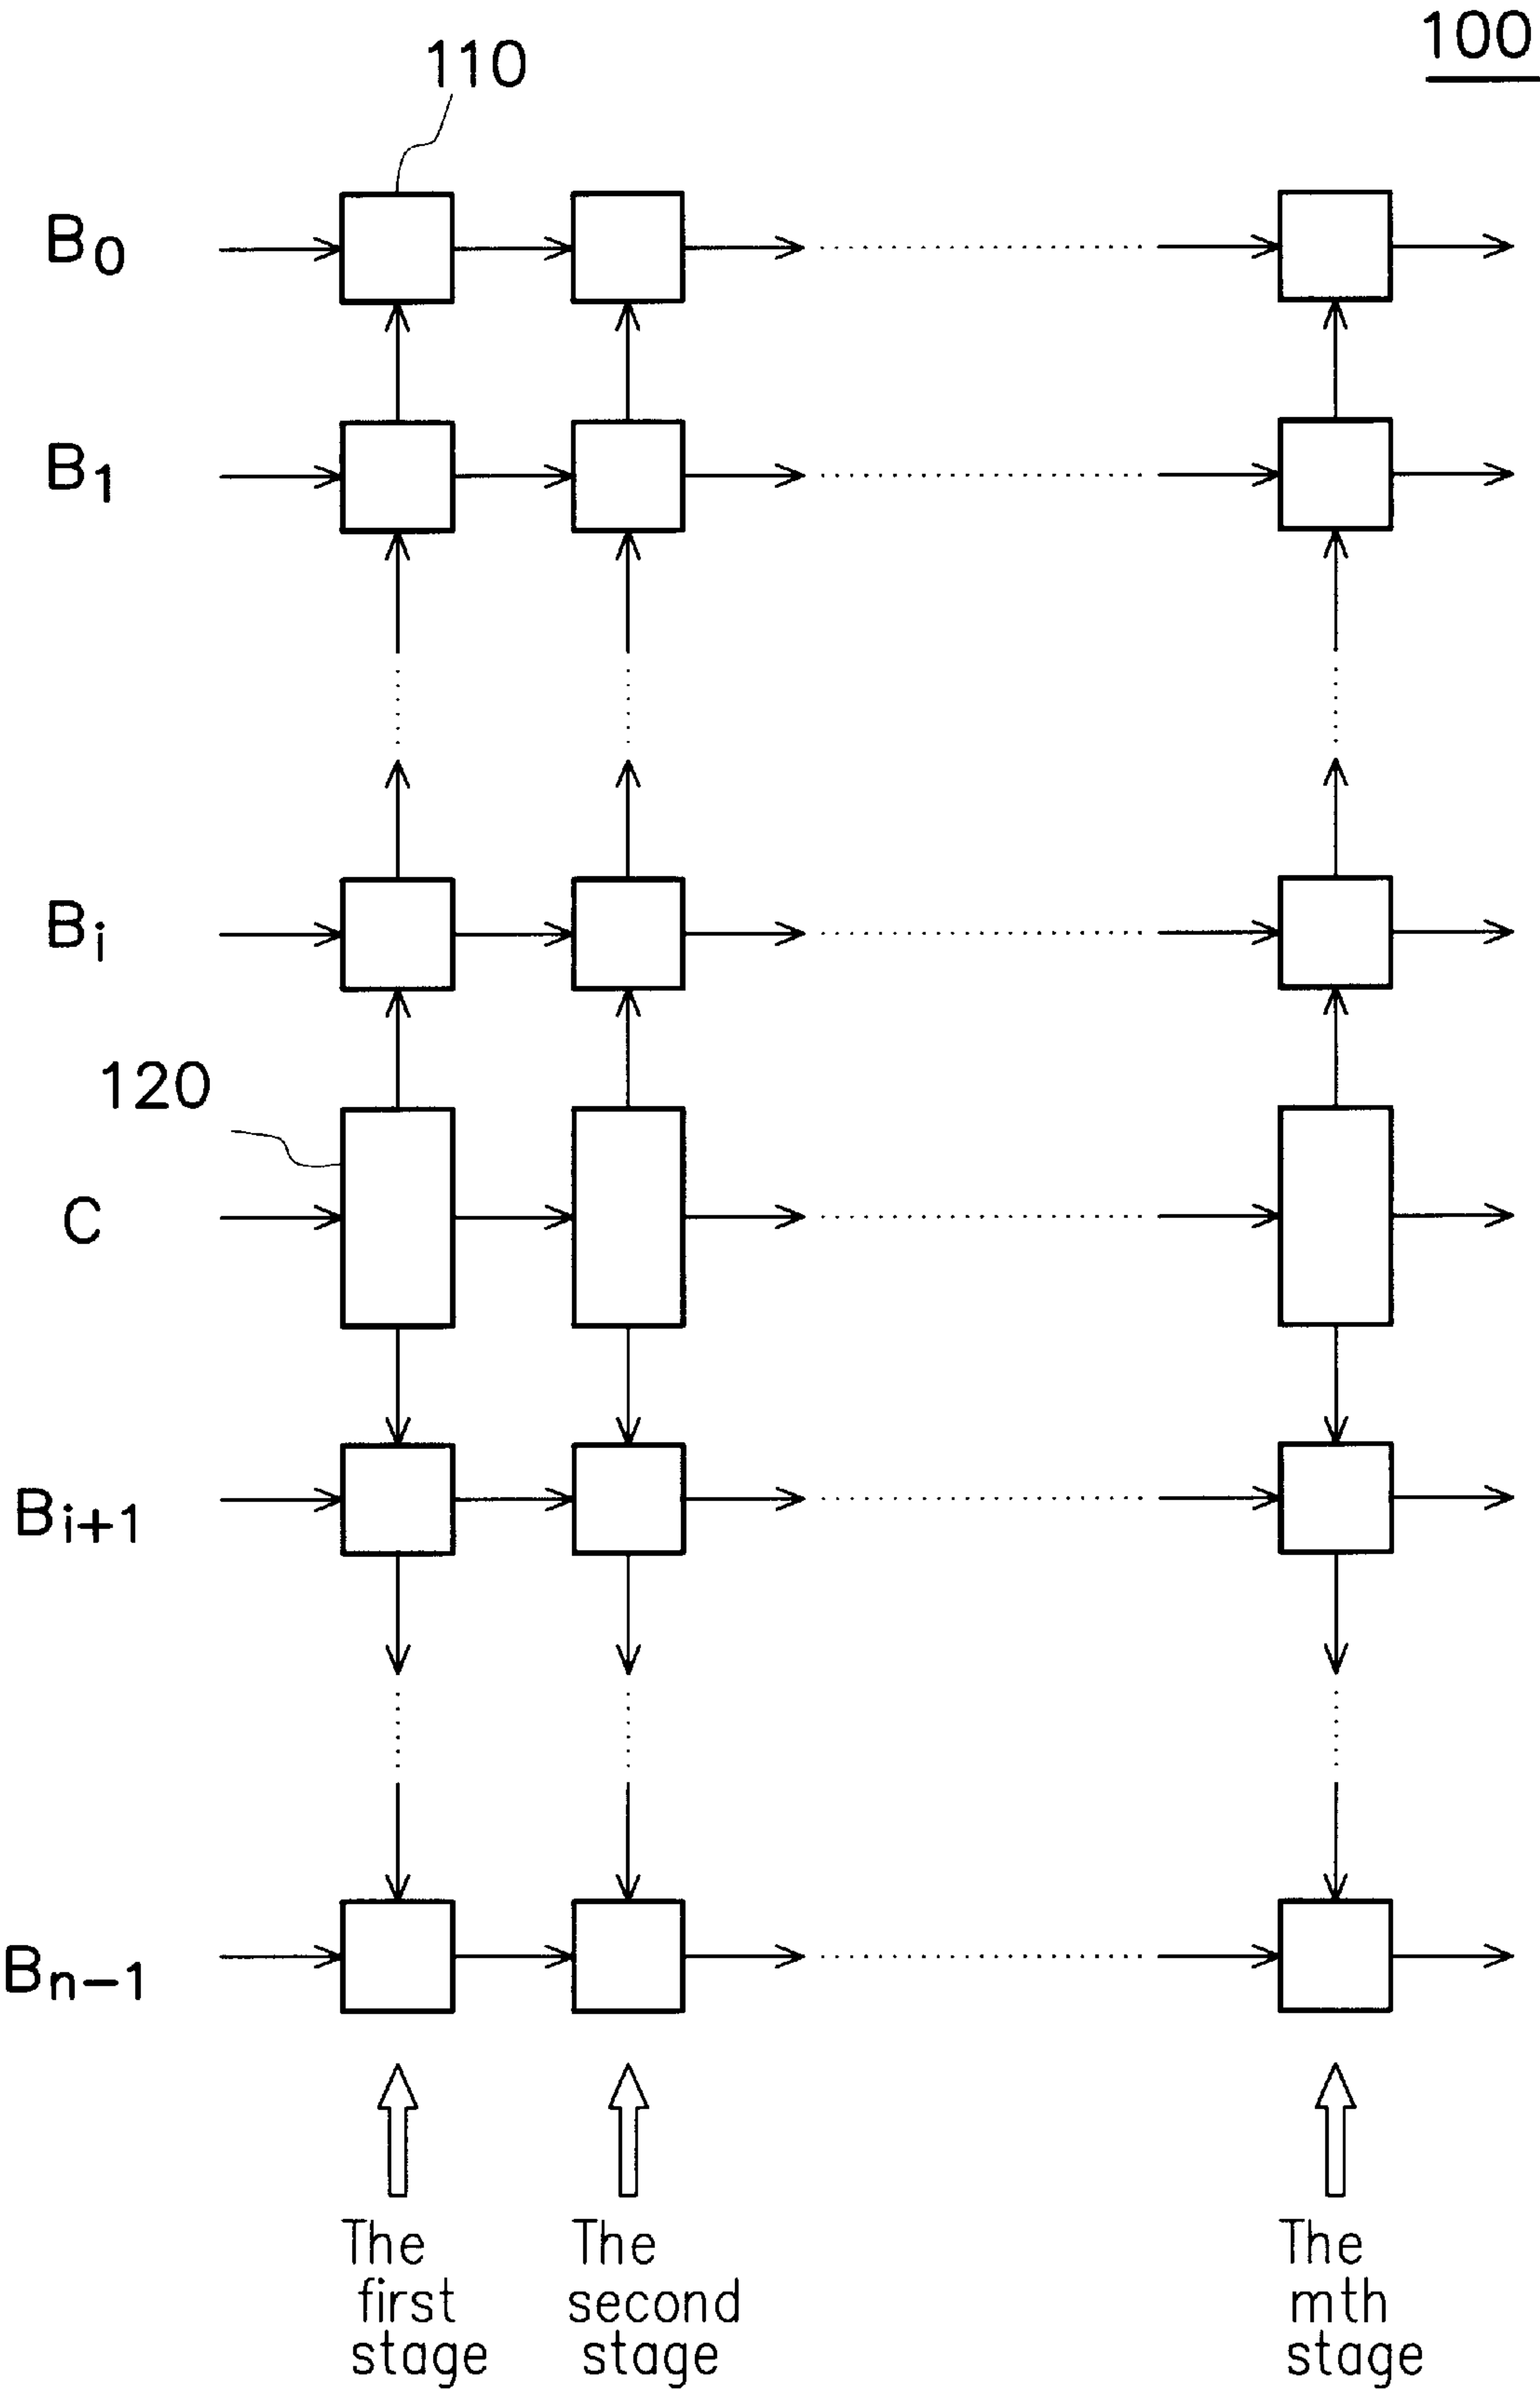 100
110
B0
B1
Bi
120
C
Bi+1
Bn-1
The first stage
The second stage
The mth stage